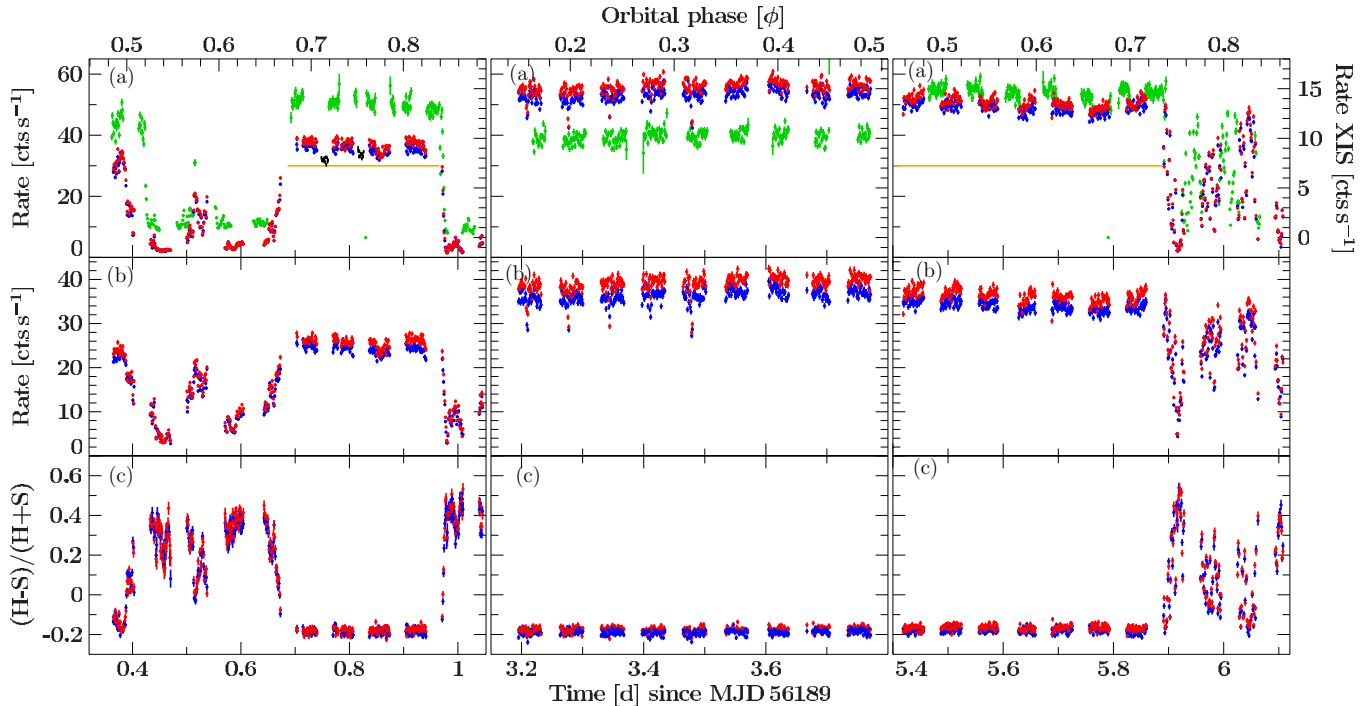 Orbital phase [ϕ]
0.5 0.6 0.7 0.8 0.2 0.3 0.4 0.5 0.5 0.6 0.7 0.8
(a) (a) (a)
60
40
20
0
Rate [cts s⁻¹]
15
10
5
0
Rate XIS [cts s⁻¹]
(b) (b) (b)
40
30
20
10
0
Rate [cts s⁻¹]
(c) (c) (c)
0.6
0.4
0.2
0
-0.2
(H-S)/(H+S)
0.4 0.6 0.8 1 3.2 3.4 3.6 5.4 5.6 5.8 6
Time [d] since MJD 56189